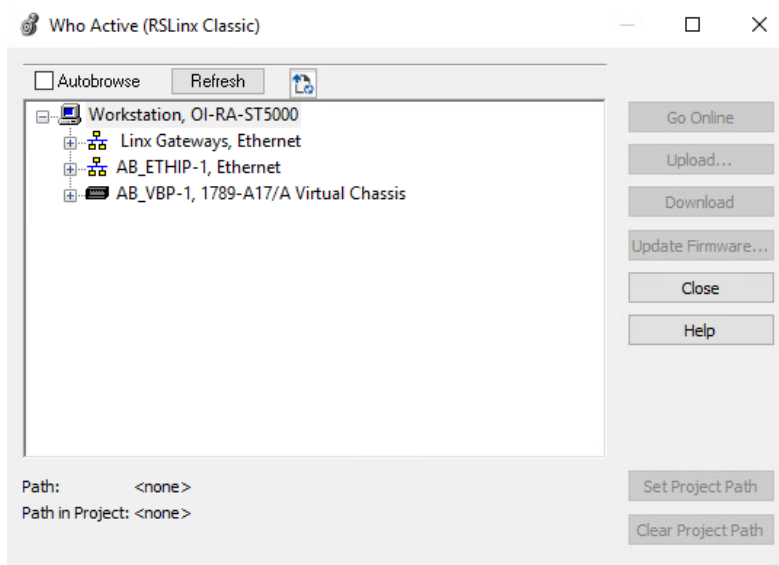 Who Active (RSLinx Classic)
Autobrowse Refresh
Workstation, OI-RA-ST5000
Linx Gateways, Ethernet
AB_ETHIP-1, Ethernet
AB_VBP-1, 1789-A17/A Virtual Chassis
Go Online
Upload...
Download
Update Firmware...
Close
Help
Path: <none>
Path in Project: <none>
Set Project Path
Clear Project Path